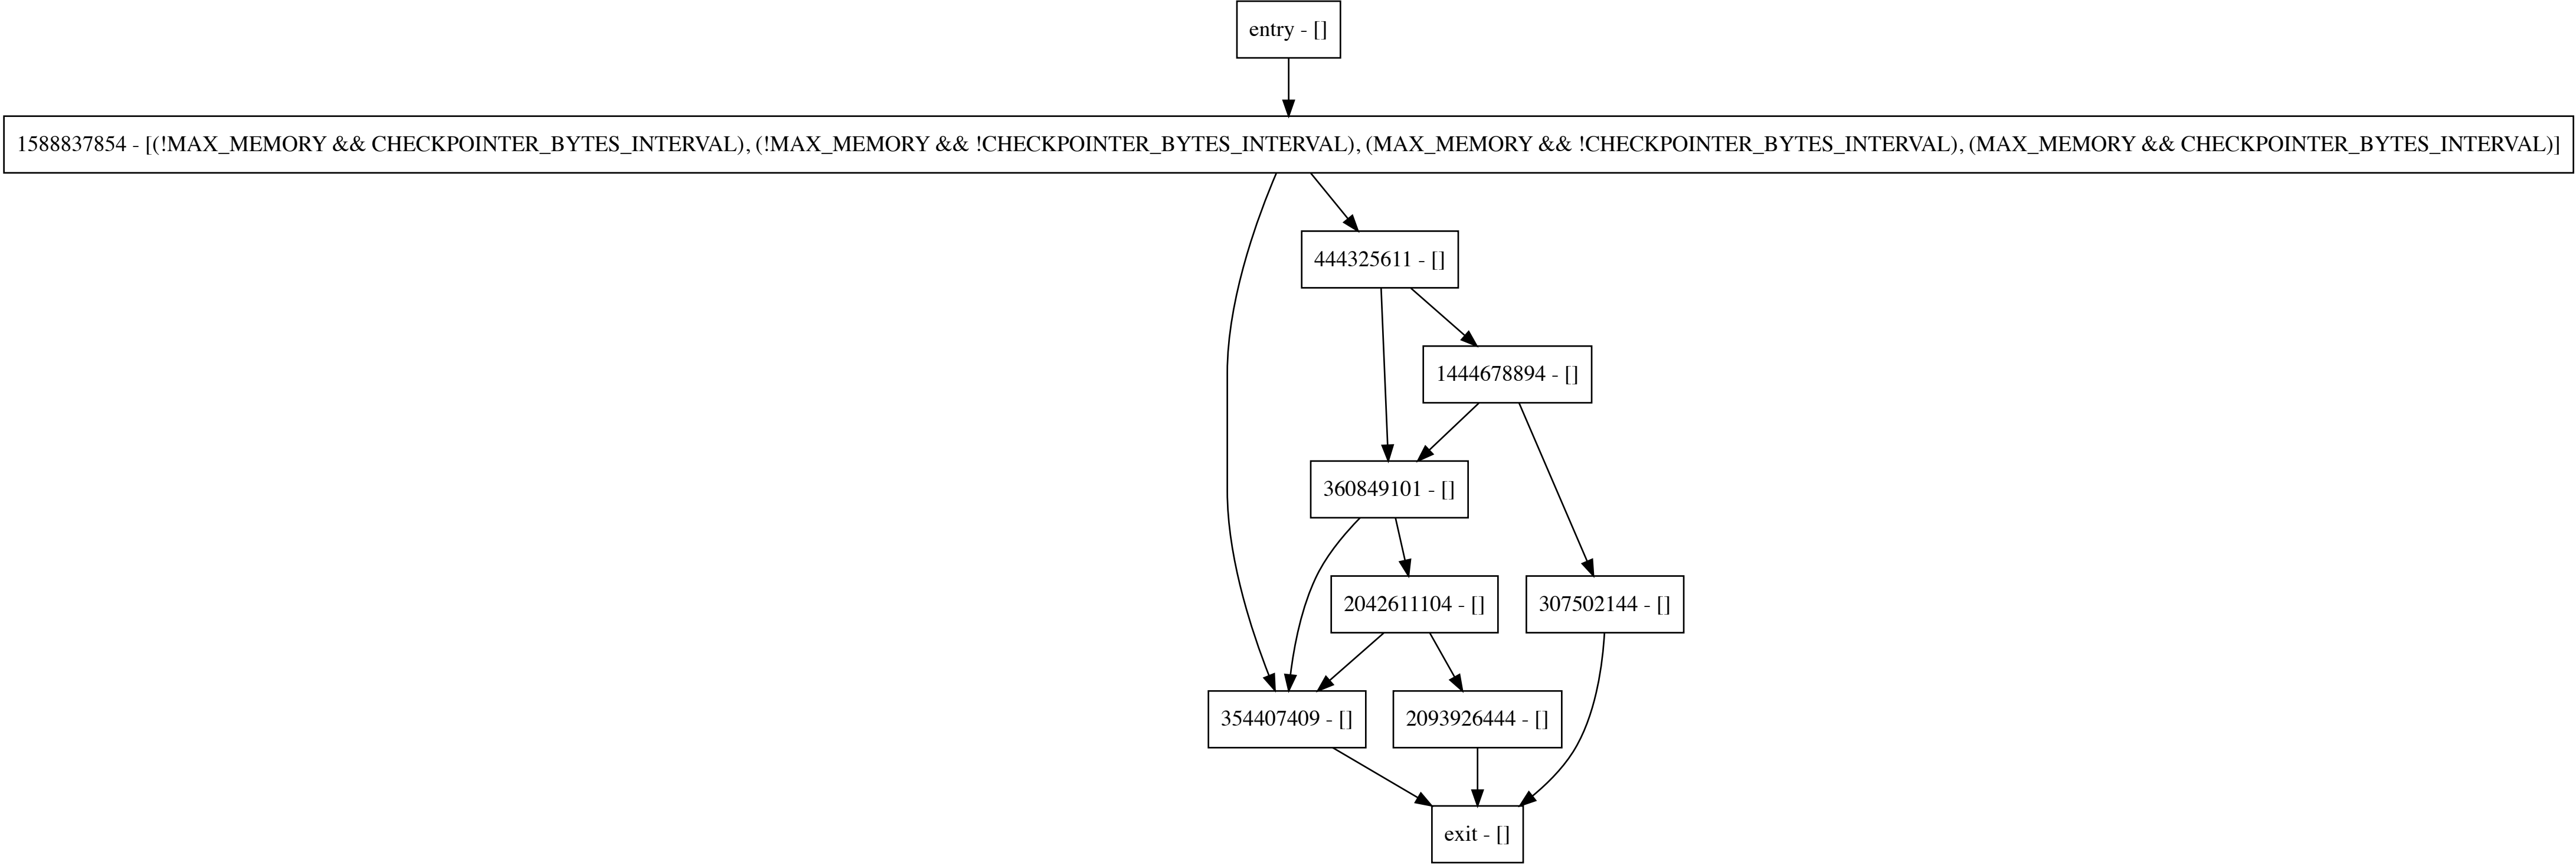 entry - []
1588837854 - [(!MAX_MEMORY && CHECKPOINTER_BYTES_INTERVAL), (!MAX_MEMORY && !CHECKPOINTER_BYTES_INTERVAL), (MAX_MEMORY && !CHECKPOINTER_BYTES_INTERVAL), (MAX_MEMORY && CHECKPOINTER_BYTES_INTERVAL)]
444325611 - []
1444678894 - []
360849101 - []
2042611104 - []
307502144 - []
354407409 - []
2093926444 - []
exit - []